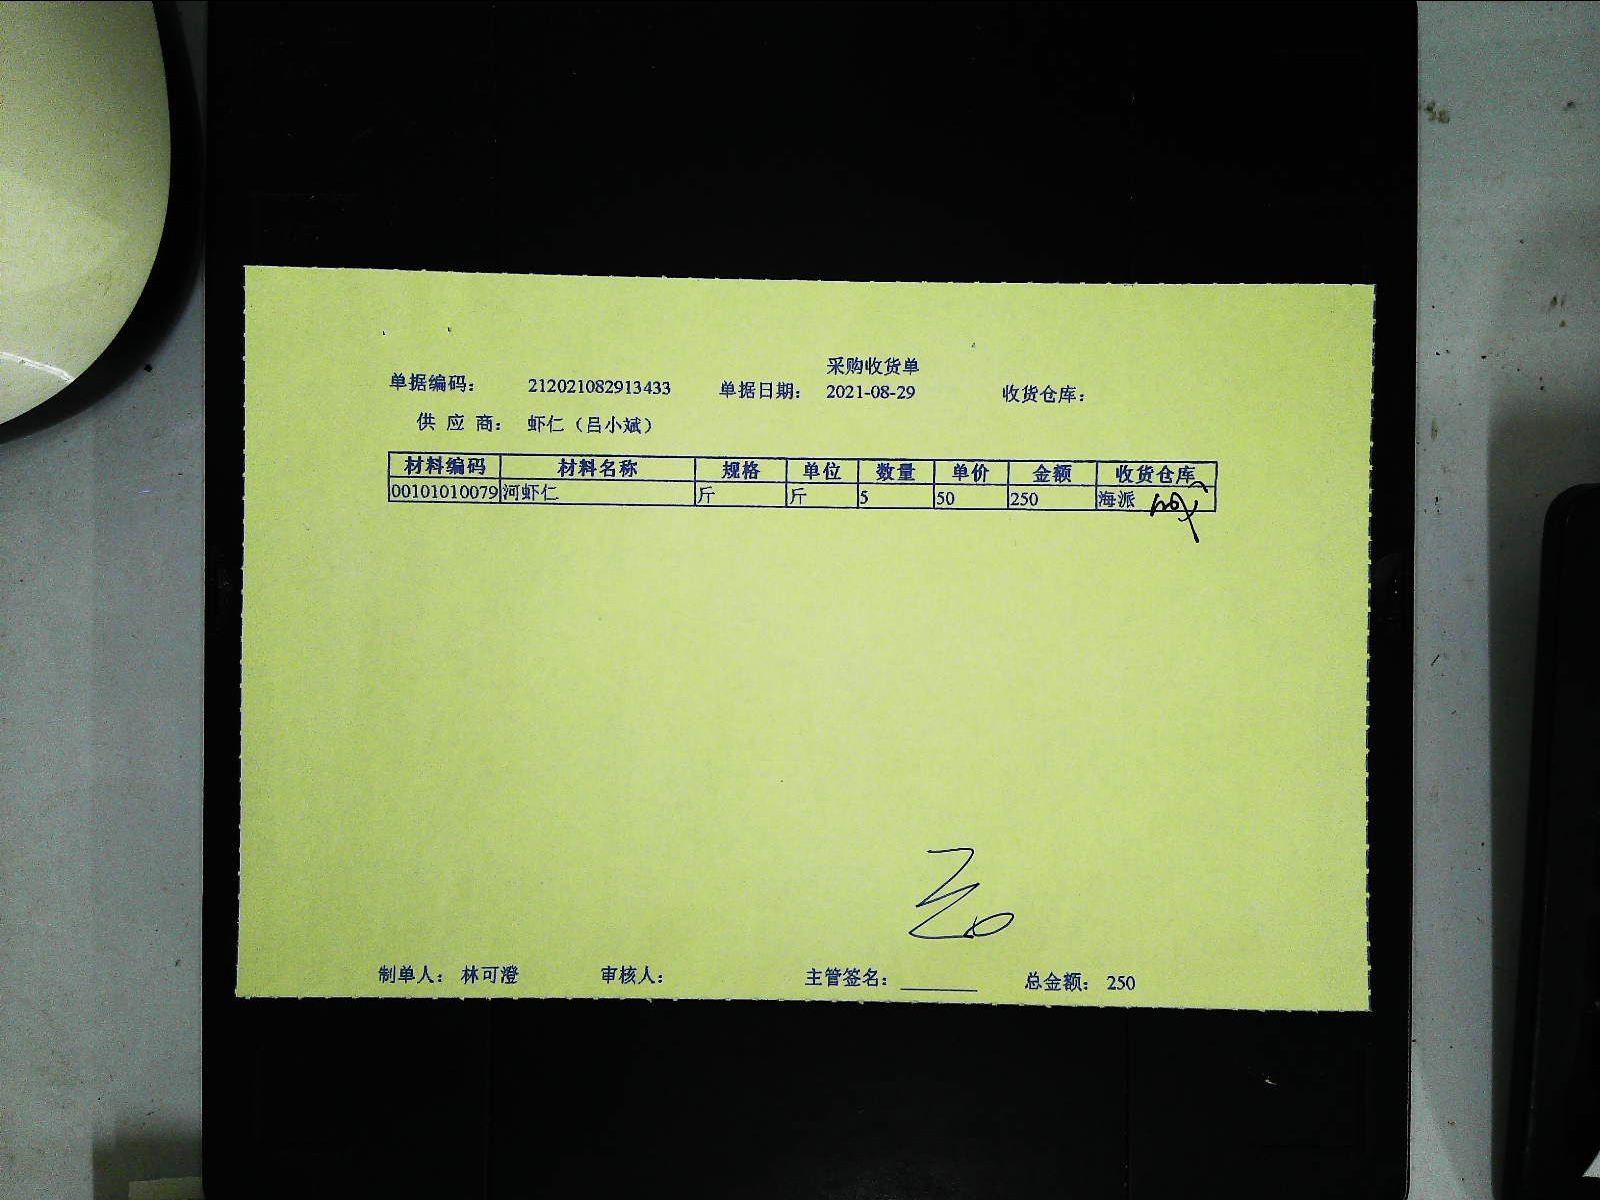 采购收货单
单据编码： 212021082913433 单据日期： 2021-08-29 收货仓库：
供 应 商： 虾仁（吕小斌）
材料编码 材料名称 规格 单位 数量 单价 金额 收货仓库
00101010079 河虾仁 斤 斤 5 50 250 海派
制单人： 林可澄 审核人： 主管签名：______ 总金额： 250